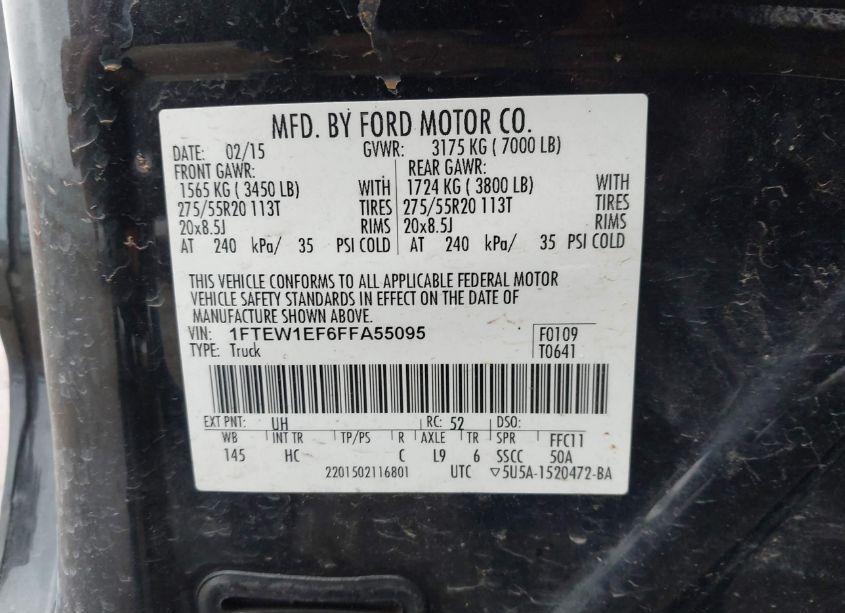 MFD. BY FORD MOTOR CO.
DATE: 02/15 GVWR: 3175 KG ( 7000 LB)
FRONT GAWR: REAR GAWR:
1565 KG ( 3450 LB) WITH 1724 KG ( 3800 LB) WITH
275/55R20 113T TIRES 275/55R20 113T TIRES
20x8.5J RIMS 20x8.5J RIMS
AT 240 kPa/ 35 PSI COLD AT 240 kPa/ 35 PSI COLD
THIS VEHICLE CONFORMS TO ALL APPLICABLE FEDERAL MOTOR
VEHICLE SAFETY STANDARDS IN EFFECT ON THE DATE OF
MANUFACTURE SHOWN ABOVE.
VIN: 1FTEW1EF6FFA55095 F0109
TYPE: Truck T0641
EXT PNT: UH RC: 52 DSO:
WB INT TR TP/PS R AXLE TR SPR FFC11
145 HC C L9 6 SSCC 50A
2201502116801 UTC ▽5U5A-1520472-BA